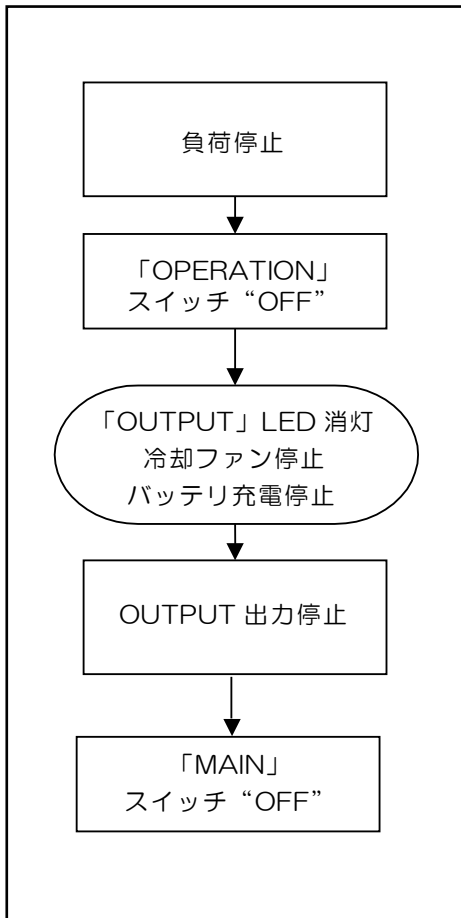 負荷停止
「OPERATION」
スイッチ“OFF”
「OUTPUT」LED 消灯
冷却ファン停止
バッテリ充電停止
OUTPUT 出力停止
「MAIN」
スイッチ“OFF”